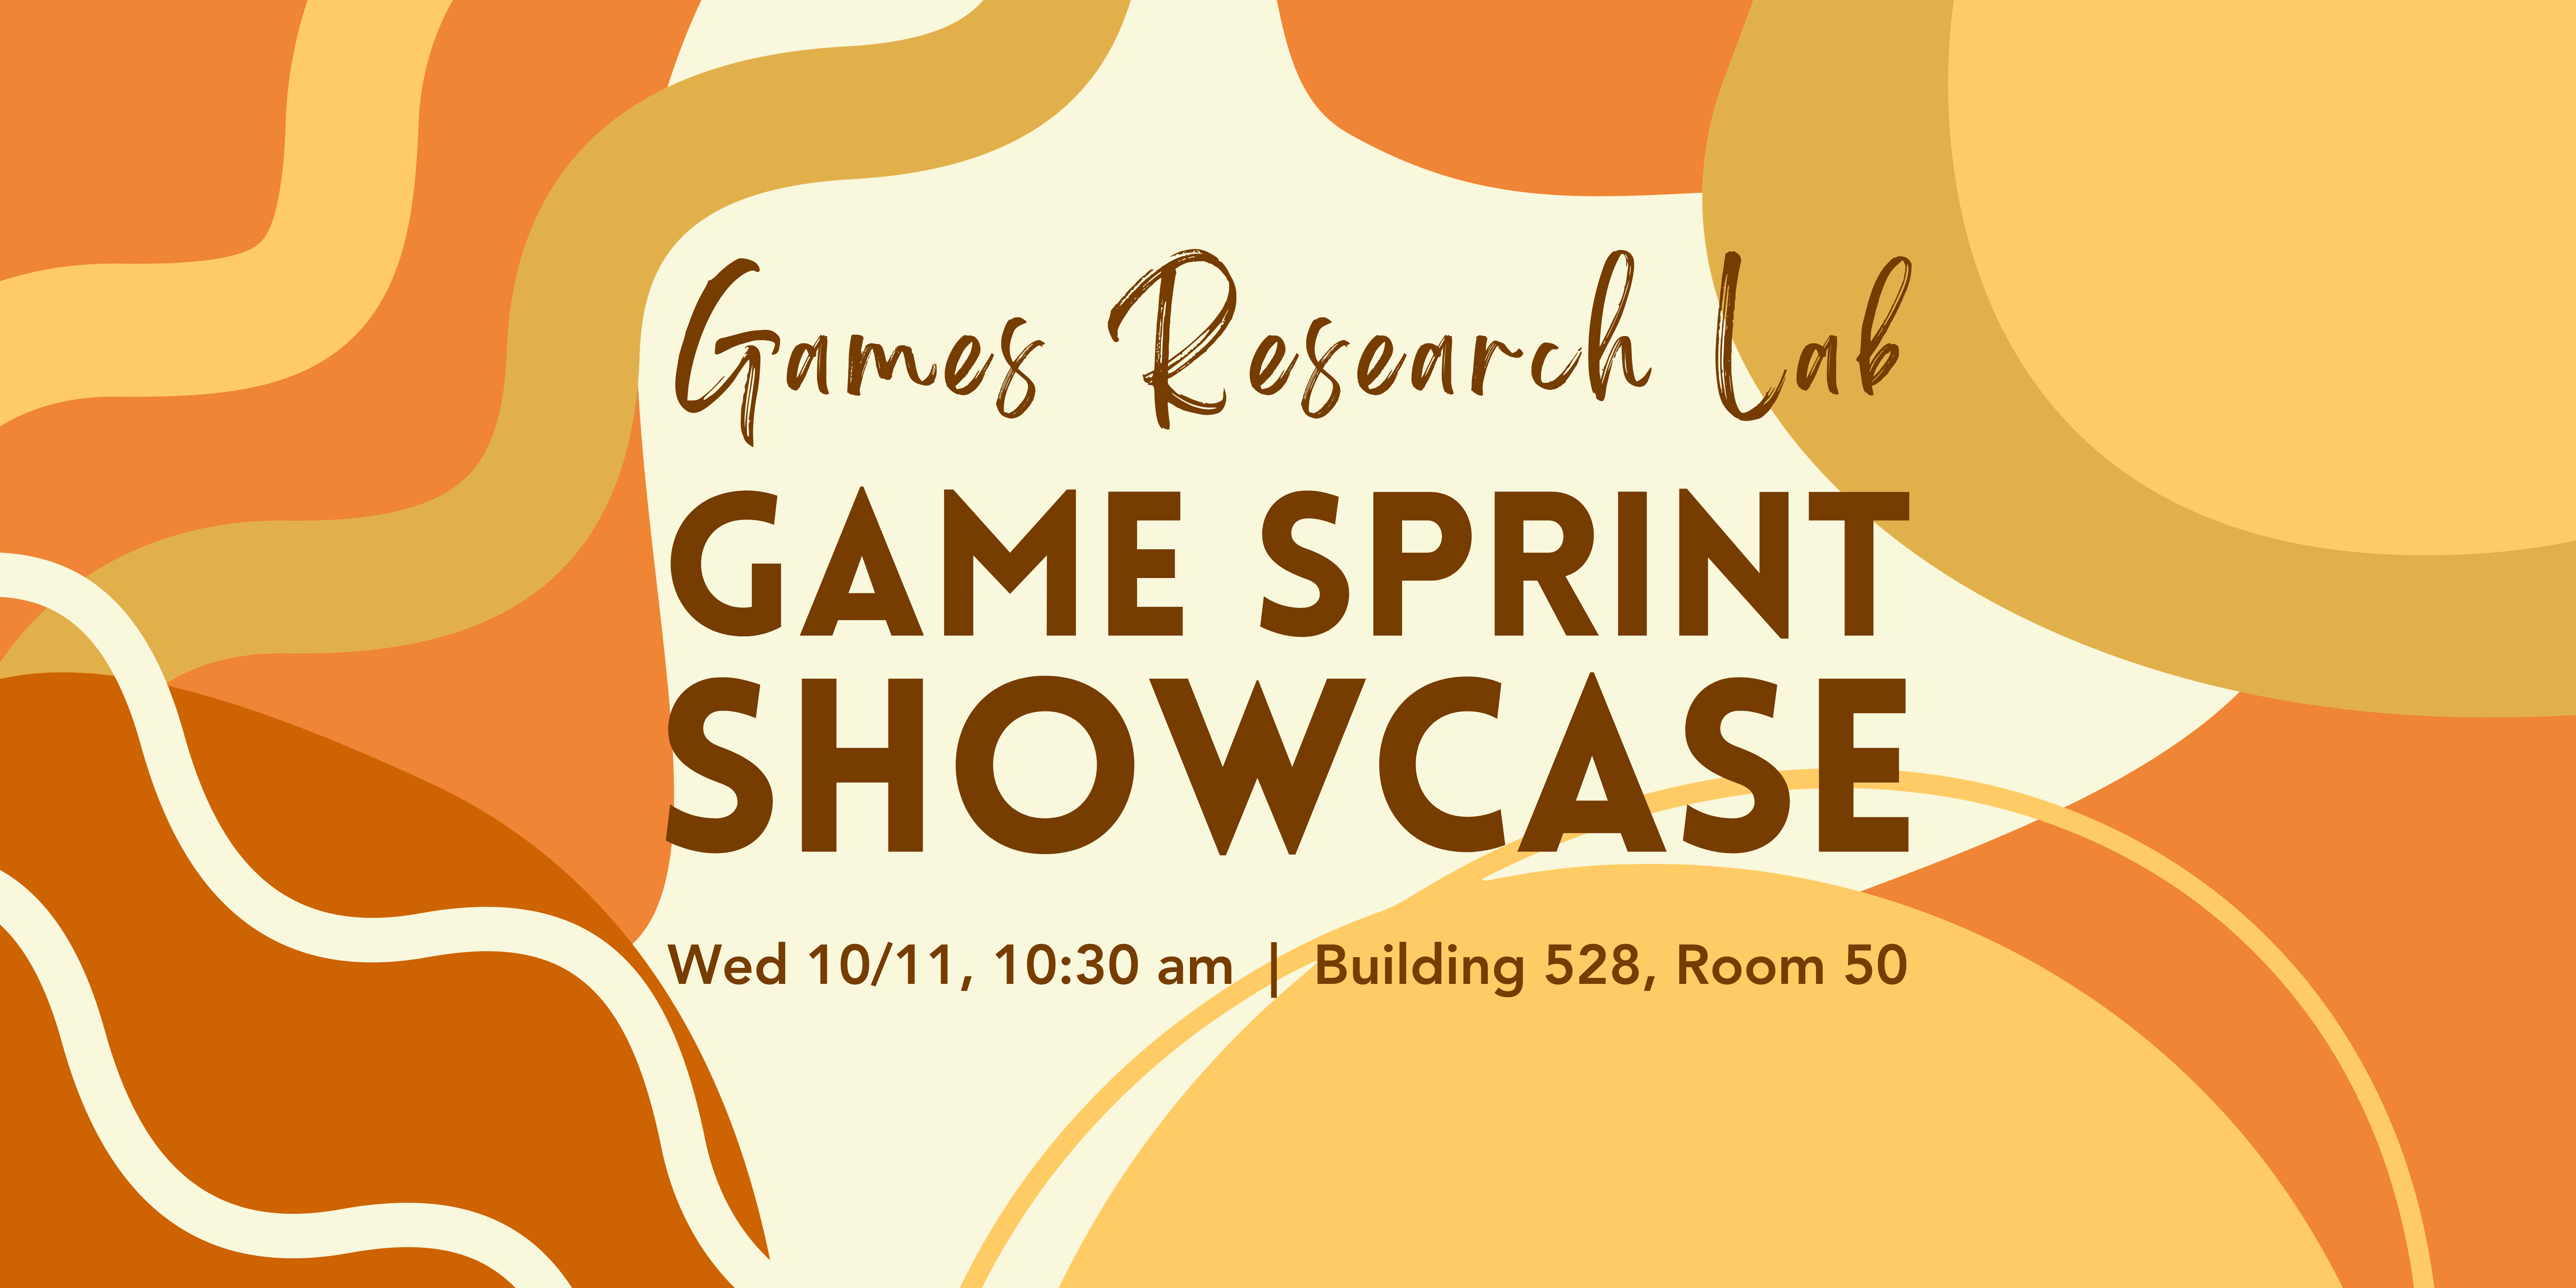 Games Research Lab
GAME SPRINT
SHOWCASE
Wed 10/11, 10:30 am | Building 528, Room 50